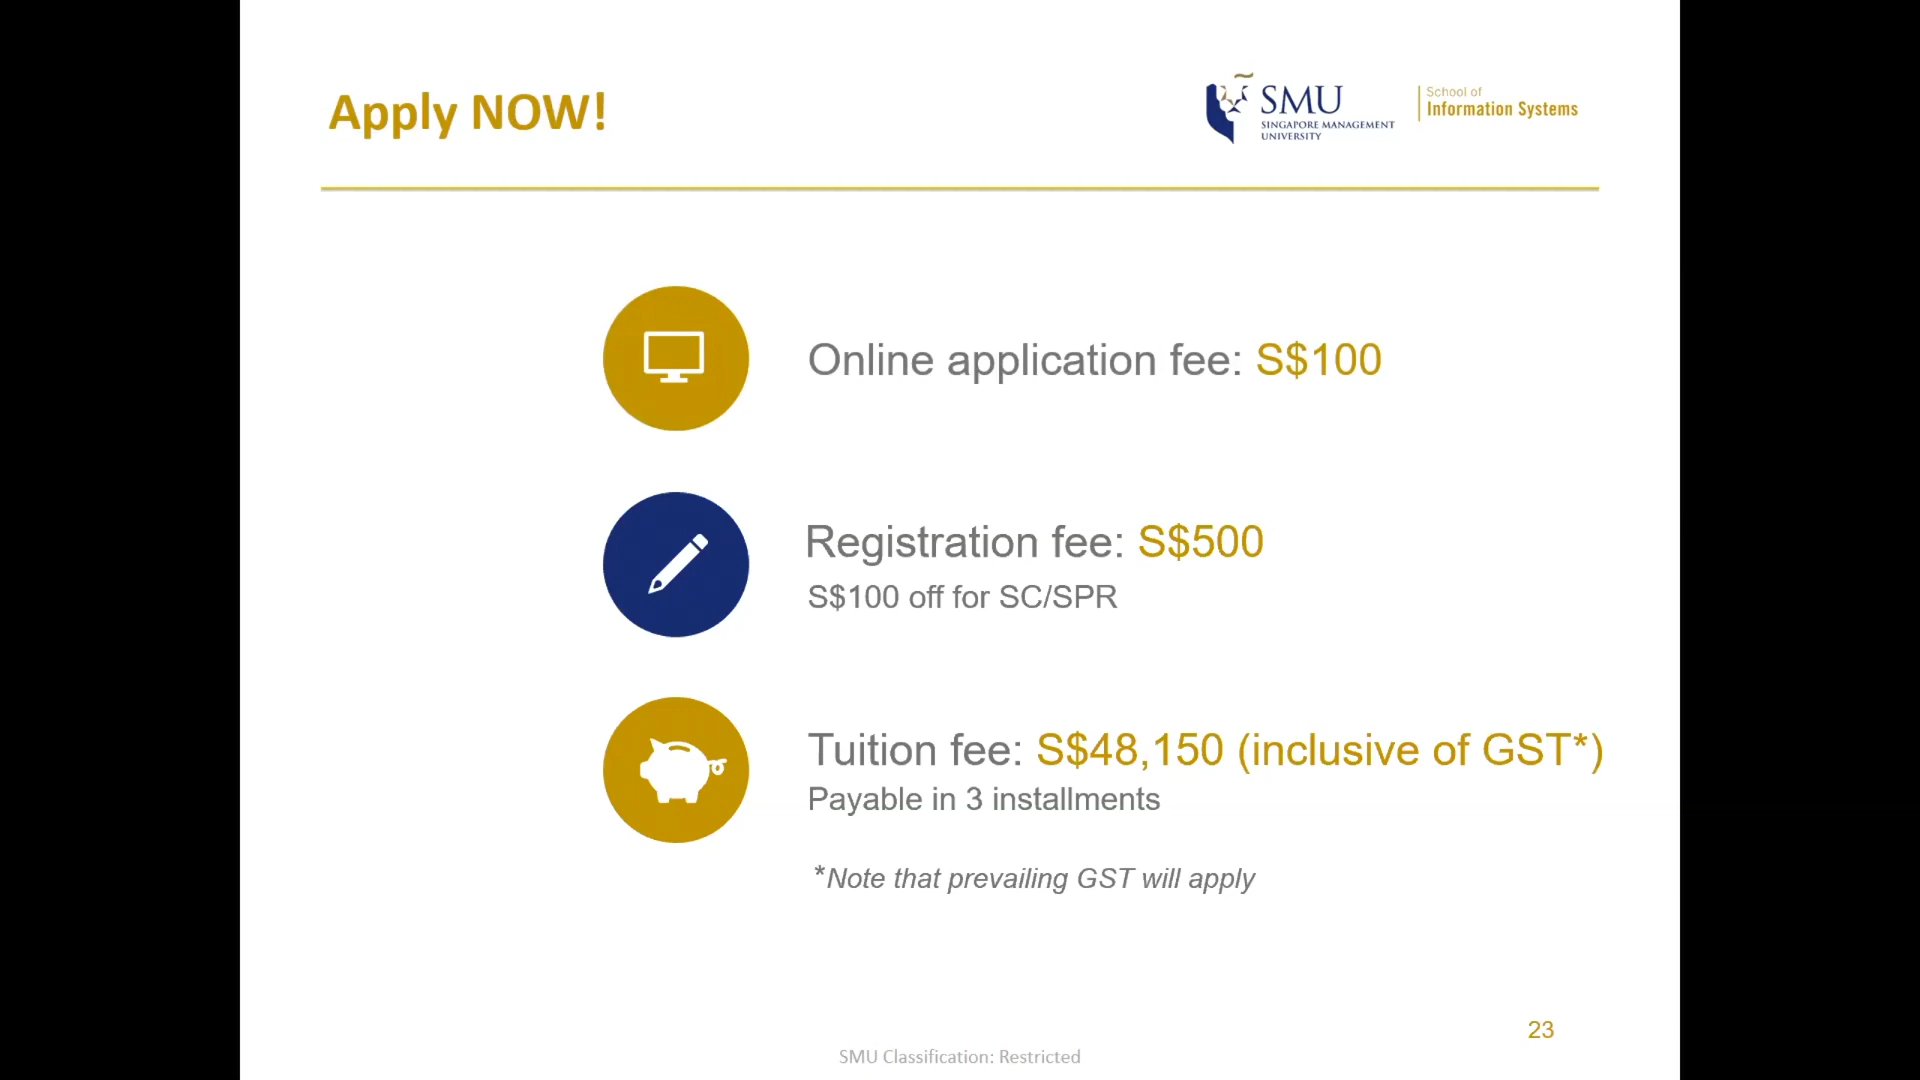 Apply NOW!
SMU
SINGAPORE MANAGEMENT
UNIVERSITY
School of
Information Systems
Online application fee: S$100
Registration fee: S$500
S$100 off for SC/SPR
Tuition fee: S$48,150 (inclusive of GST*)
Payable in 3 installments
*Note that prevailing GST will apply
23
SMU Classification: Restricted